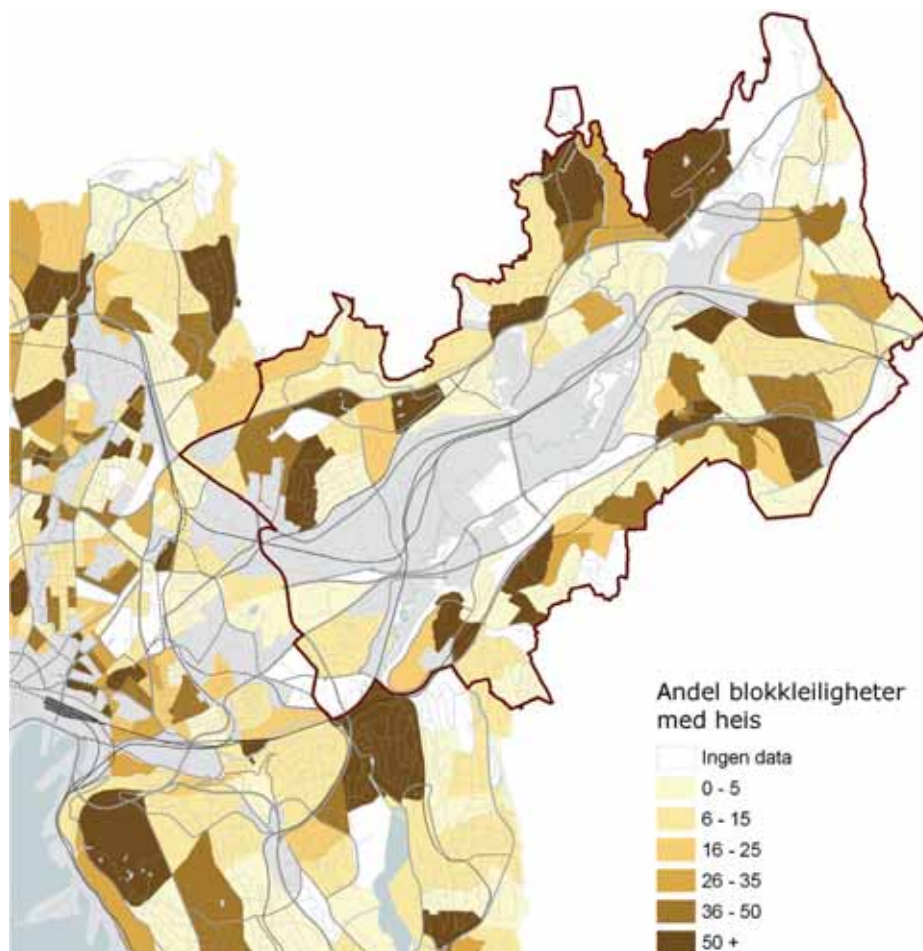 Andel blokkleiligheter
med heis
Ingen data
0 - 5
6 - 15
16 - 25
26 - 35
36 - 50
50 +